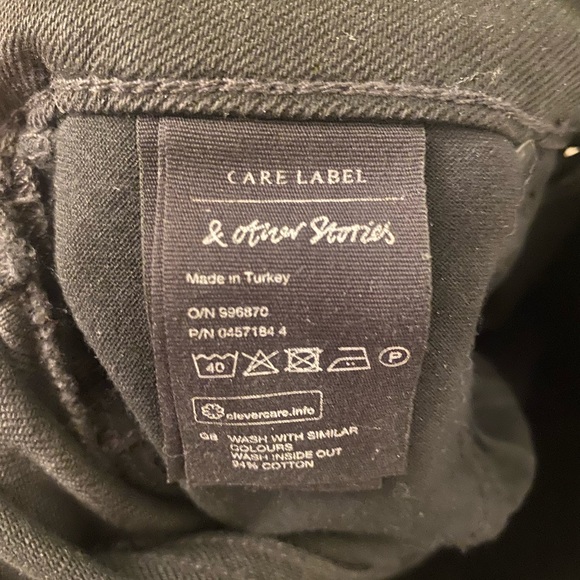 CARE LABEL
& other Stories
Made in Turkey
O/N 996870
P/N 0457184 4
40 P
clevercare.info
GB WASH WITH SIMILAR
COLOURS
WASH INSIDE OUT
94% COTTON